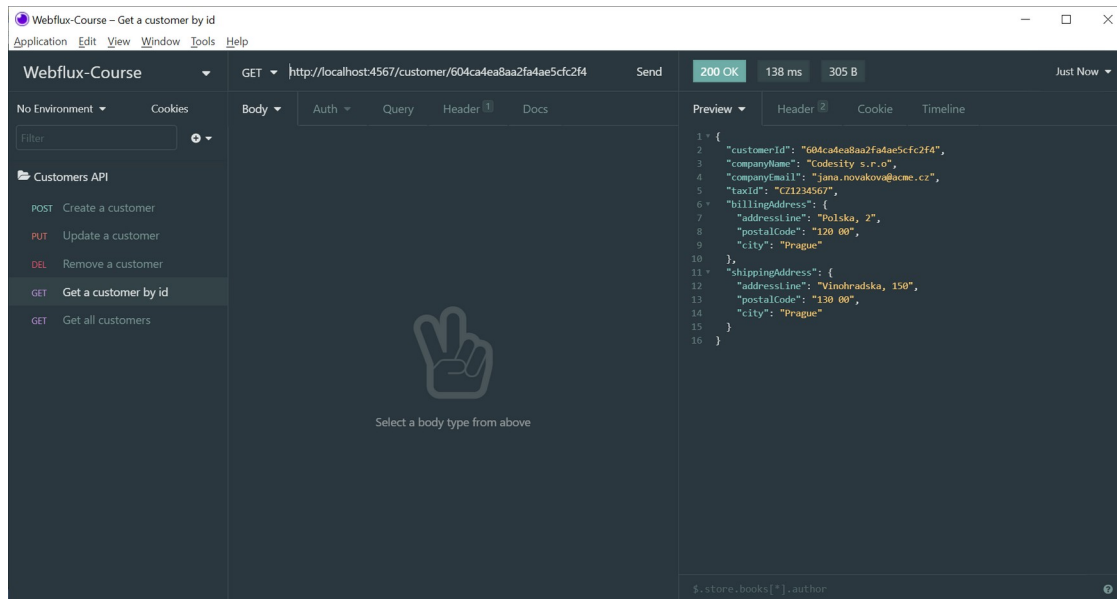 Webflux-Course – Get a customer by id
Application Edit View Window Tools Help
Webflux-Course
GET http://localhost:4567/customer/604ca4ea8aa2fa4ae5cfc2f4 Send
200 OK 138 ms 305 B Just Now
No Environment Cookies
Body Auth Query Header 1 Docs
Preview Header 2 Cookie Timeline
Filter
Customers API
POST Create a customer
PUT Update a customer
DEL Remove a customer
GET Get a customer by id
GET Get all customers
Select a body type from above
1 {
2 "customerId": "604ca4ea8aa2fa4ae5cfc2f4",
3 "companyName": "Codesity s.r.o",
4 "companyEmail": "jana.novakova@acme.cz",
5 "taxId": "CZ1234567",
6 "billingAddress": {
7 "addressLine": "Polska, 2",
8 "postalCode": "120 00",
9 "city": "Prague"
10 },
11 "shippingAddress": {
12 "addressLine": "Vinohradska, 150",
13 "postalCode": "130 00",
14 "city": "Prague"
15 }
16 }
$.store.books[*].author